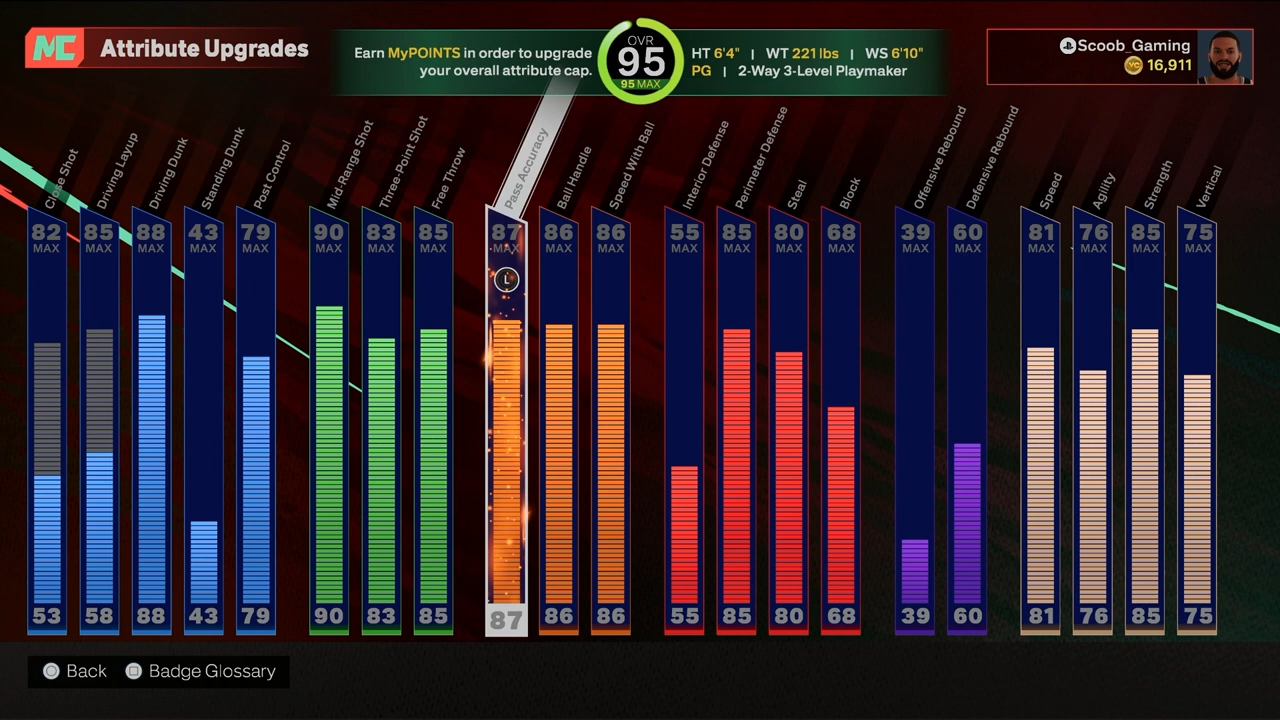 MC Attribute Upgrades
Earn MyPOINTS in order to upgrade
your overall attribute cap.
OVR
95
95 MAX
HT 6'4" | WT 221 lbs | WS 6'10"
PG | 2-Way 3-Level Playmaker
Scoob_Gaming
VC 16,911
Close Shot Driving Layup Driving Dunk Standing Dunk Post Control Mid-Range Shot Three-Point Shot Free Throw Pass Accuracy Ball Handle Speed With Ball Interior Defense Perimeter Defense Steal Block Offensive Rebound Defensive Rebound Speed Agility Strength Vertical
82 85 88 43 79 90 83 85 87 86 86 55 85 80 68 39 60 81 76 85 75
MAX MAX MAX MAX MAX MAX MAX MAX MAX MAX MAX MAX MAX MAX MAX MAX MAX MAX MAX MAX MAX
L
53 58 88 43 79 90 83 85 87 86 86 55 85 80 68 39 60 81 76 85 75
Back Badge Glossary